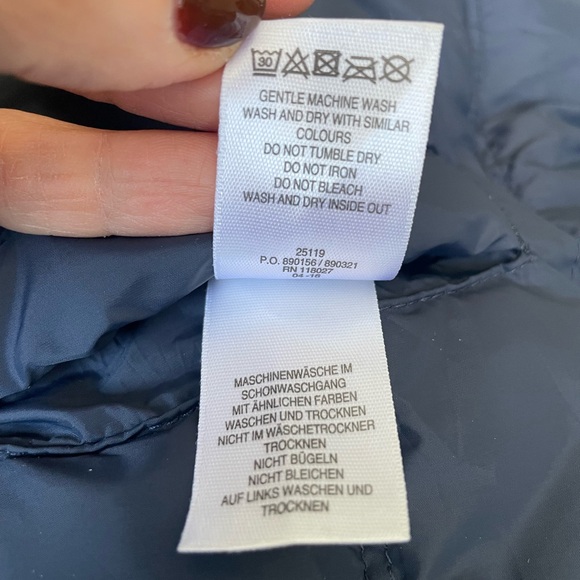 30
GENTLE MACHINE WASH
WASH AND DRY WITH SIMILAR
COLOURS
DO NOT TUMBLE DRY
DO NOT IRON
DO NOT BLEACH
WASH AND DRY INSIDE OUT
25119
P.O. 890156 / 890321
RN 118027
04-16
MASCHINENWÄSCHE IM
SCHONWASCHGANG
MIT ÄHNLICHEN FARBEN
WASCHEN UND TROCKNEN
NICHT IM WÄSCHETROCKNER
TROCKNEN
NICHT BÜGELN
NICHT BLEICHEN
AUF LINKS WASCHEN UND
TROCKNEN